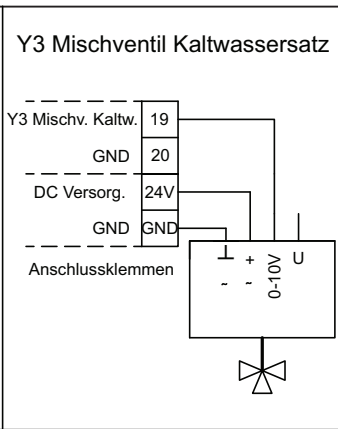 Y3 Mischventil Kaltwassersatz
Y3 Mischv. Kaltw. 19
GND 20
DC Versorg. 24V
GND GND
Anschlussklemmen
⊥ + 0-10V U
~ ~